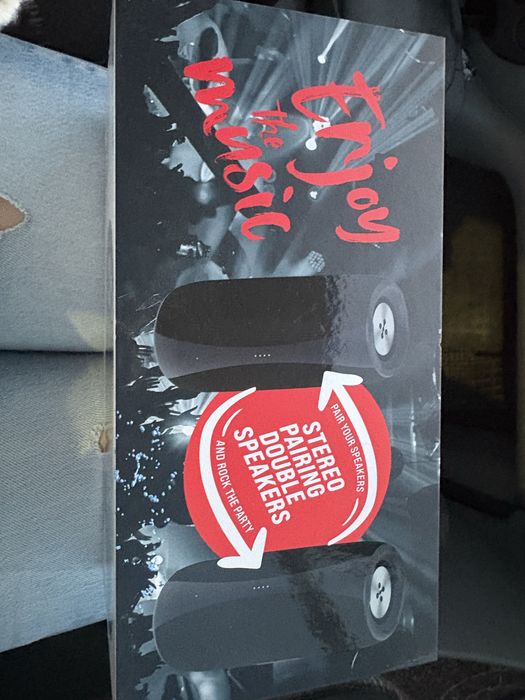 Enjoy
the
music
PAIR YOUR SPEAKERS
STEREO
PAIRING
DOUBLE
SPEAKERS
AND ROCK THE PARTY